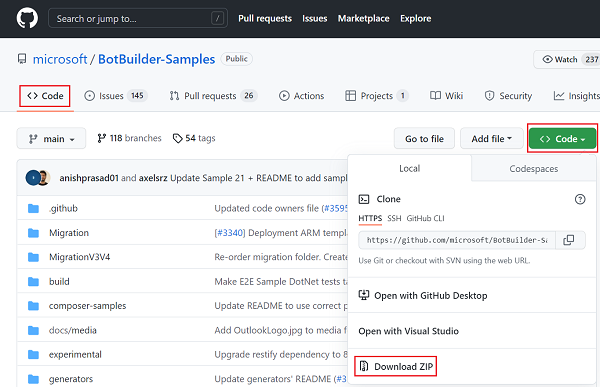 Search or jump to... /
Pull requests Issues Marketplace Explore
microsoft / BotBuilder-Samples Public
Watch 237
Code Issues 145 Pull requests 26 Actions Projects 1 Wiki Security Insights
main 118 branches 54 tags Go to file Add file Code
Local Codespaces
anishprasad01 and axelsrz Update Sample 21 + README to add sampl
Clone
.github Updated code owners file (#3595
HTTPS SSH GitHub CLI
Migration [#3340] Deployment ARM templa
https://github.com/microsoft/BotBuilder-Sa
MigrationV3V4 Re-order migration folder. Create
Use Git or checkout with SVN using the web URL.
build Make E2E Sample DotNet tests ta
Open with GitHub Desktop
composer-samples Update README to use correct p
docs/media Add OutlookLogo.jpg to media f
Open with Visual Studio
experimental Upgrade restify dependency to 8
Download ZIP
generators Update generators' README (#3